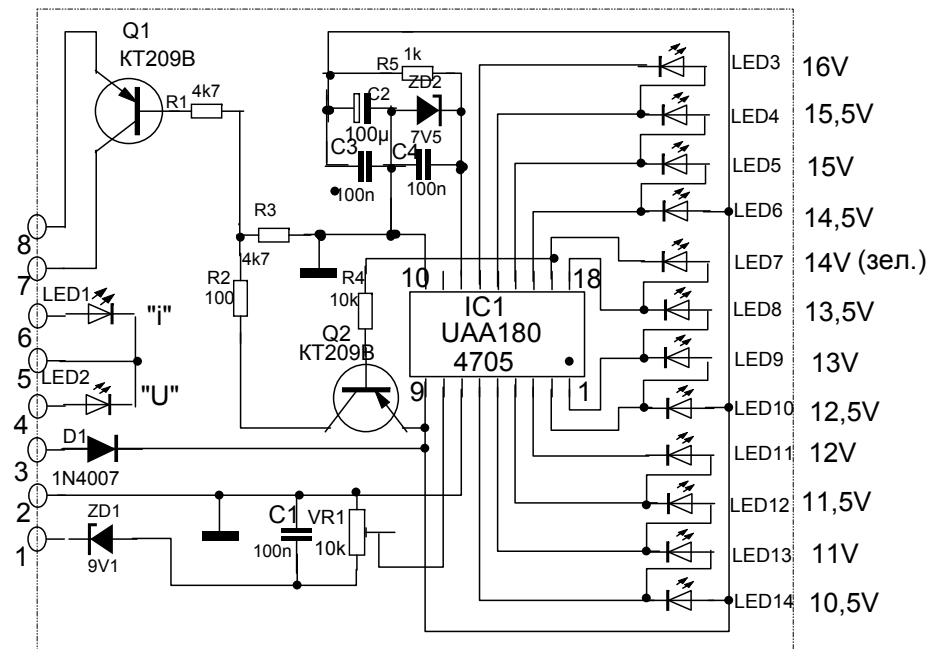 Q1
КТ209В
R1
4k7
R5
1k
C2
100µ
ZD2
7V5
C3
100n
C4
100n
LED3
16V
LED4
15,5V
LED5
15V
LED6
14,5V
LED7
14V (зел.)
LED8
13,5V
LED9
13V
LED10
12,5V
LED11
12V
LED12
11,5V
LED13
11V
LED14
10,5V
8
7
R3
4k7
R2
100
R4
10k
Q2
КТ209В
10
18
IC1
UAA180
4705
9
1
LED1
"i"
6
5
LED2
"U"
4
D1
3
1N4007
2
ZD1
1
9V1
C1
100n
VR1
10k